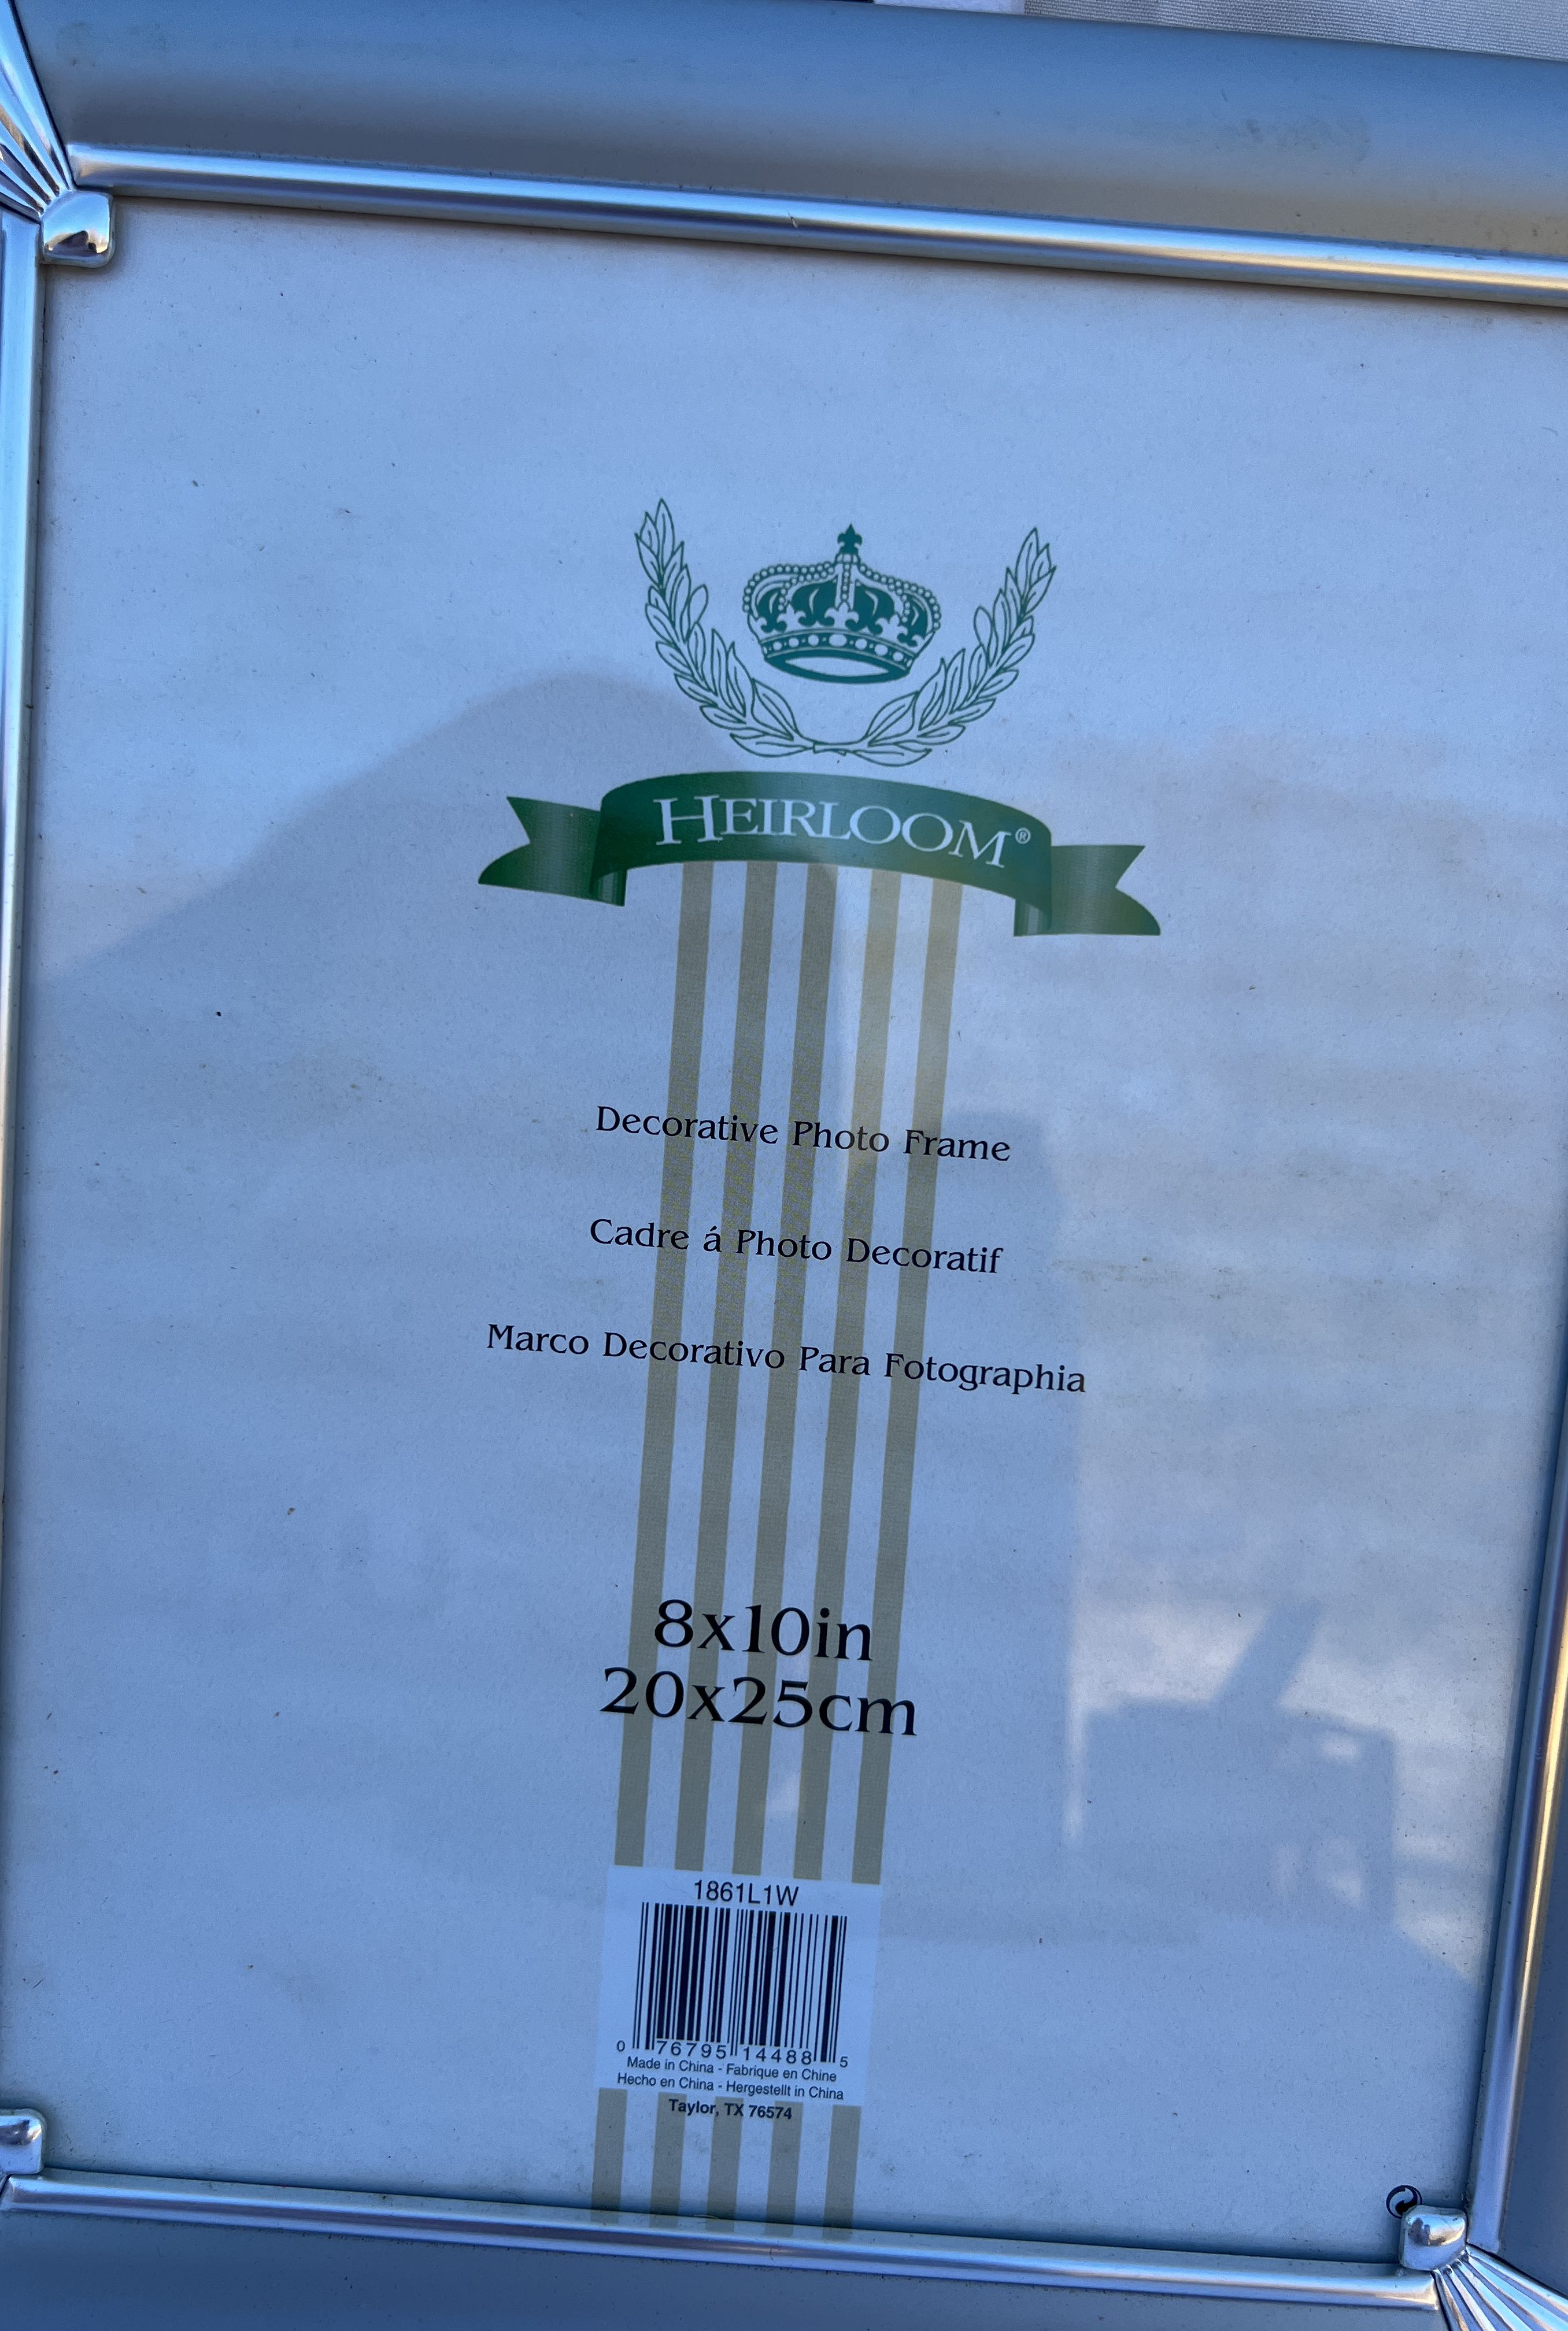 HEIRLOOM®
Decorative Photo Frame
Cadre á Photo Decoratif
Marco Decorativo Para Fotographia
8x10in
20x25cm
1861L1W
0 76795 14488 5
Made in China - Fabrique en Chine
Hecho en China - Hergestellt in China
Taylor, TX 76574